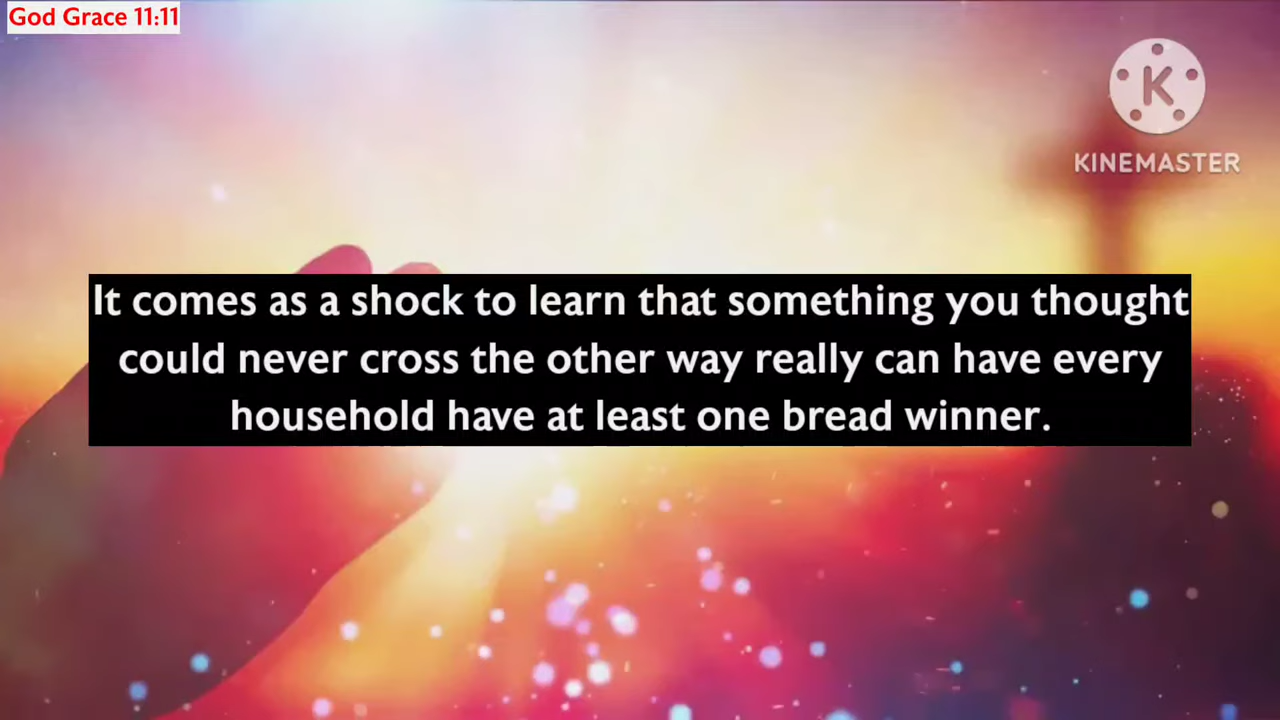 God Grace 11:11
K
KINEMASTER
It comes as a shock to learn that something you thought
could never cross the other way really can have every
household have at least one bread winner.